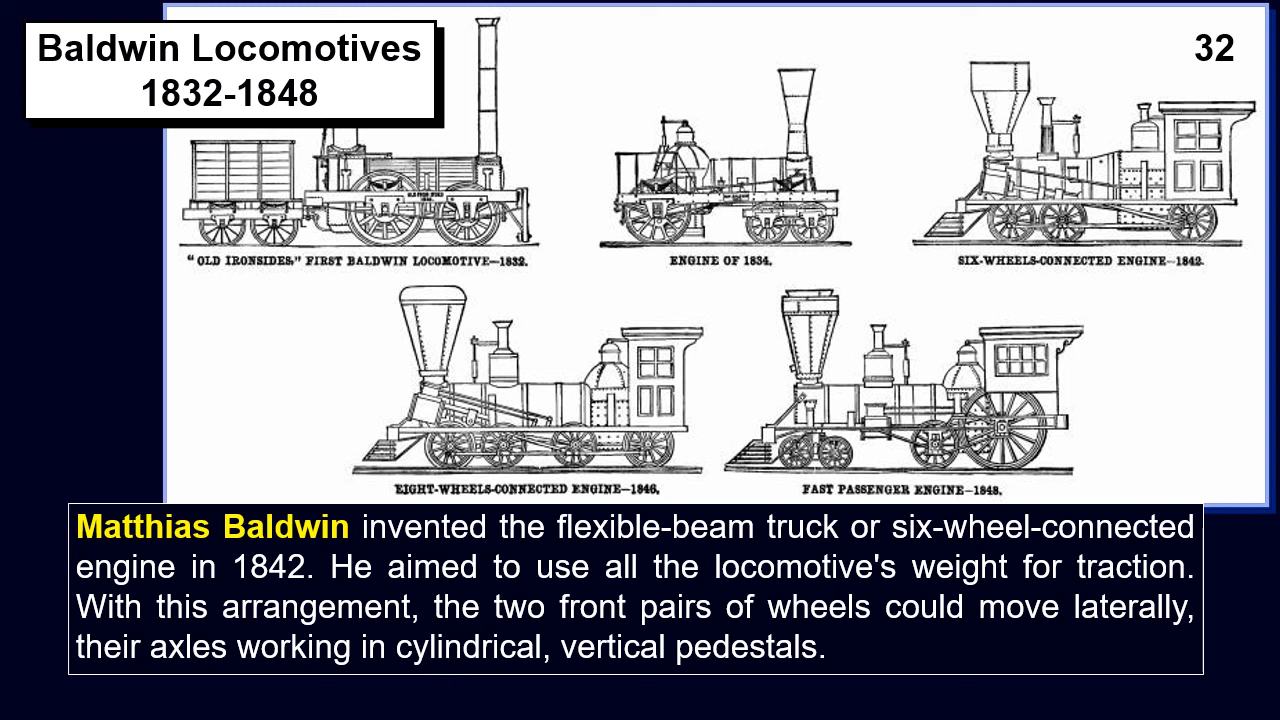 Baldwin Locomotives
1832-1848
32
"OLD IRONSIDES," FIRST BALDWIN LOCOMOTIVE—1832.
ENGINE OF 1834.
SIX-WHEELS-CONNECTED ENGINE—1842.
EIGHT-WHEELS-CONNECTED ENGINE—1846.
FAST PASSENGER ENGINE—1848.
Matthias Baldwin invented the flexible-beam truck or six-wheel-connected
engine in 1842. He aimed to use all the locomotive's weight for traction.
With this arrangement, the two front pairs of wheels could move laterally,
their axles working in cylindrical, vertical pedestals.